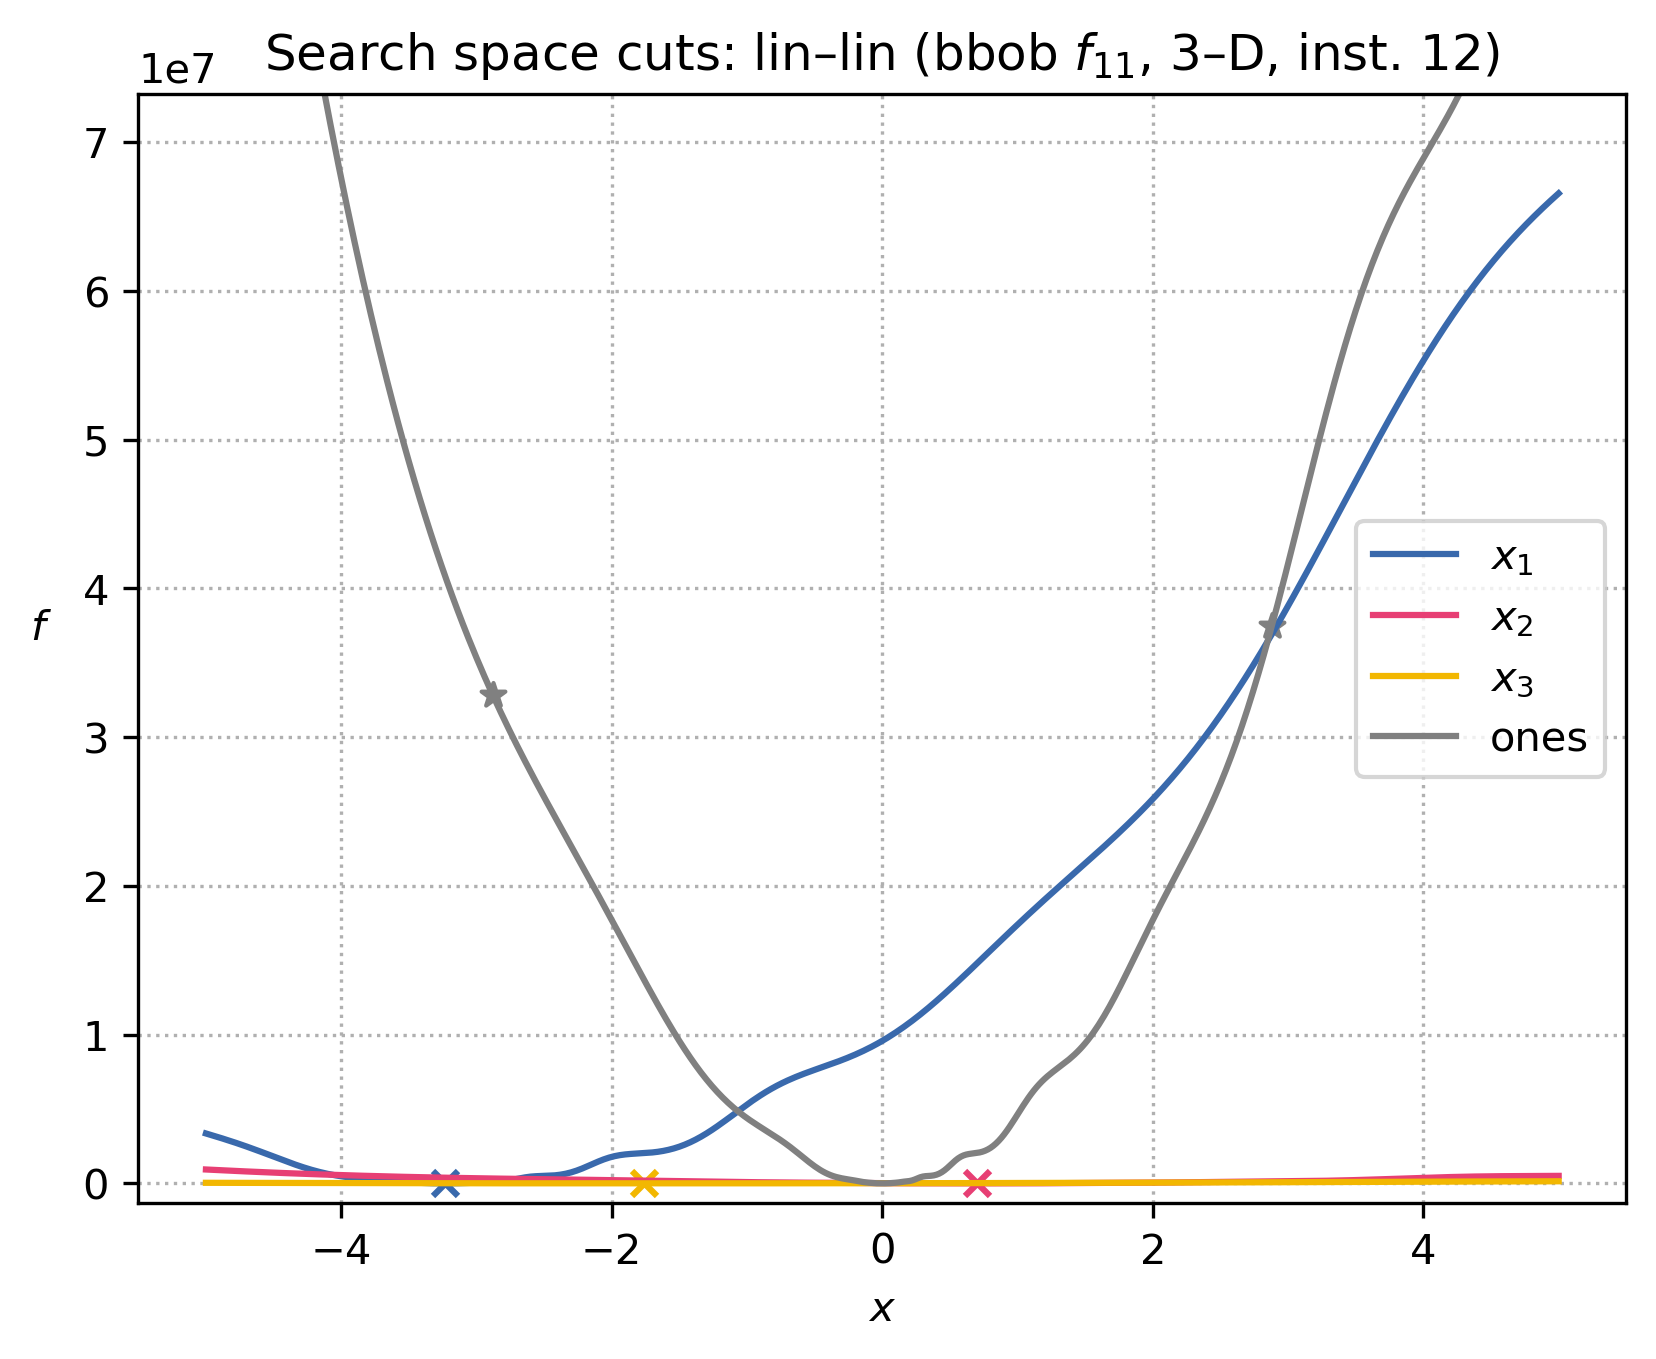 Search space cuts: lin–lin (bbob f₁₁, 3–D, inst. 12)
1e7
7
6
5
4
3
2
1
0
f
x₁
x₂
x₃
ones
−4
−2
0
2
4
x